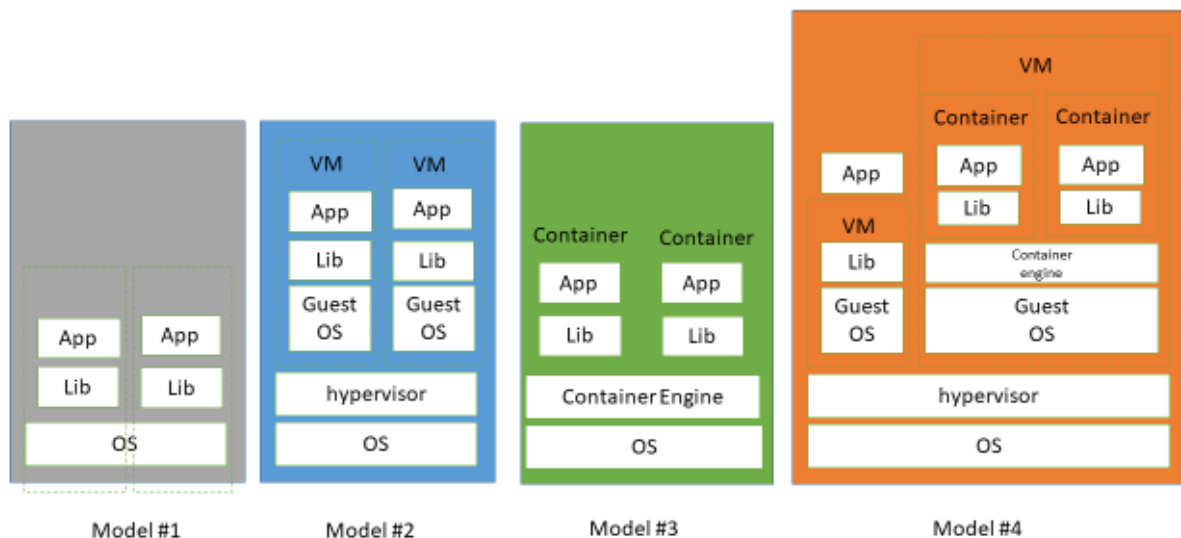 App
App
Lib
Lib
OS
Model #1
VM
VM
App
App
Lib
Lib
Guest
OS
Guest
OS
hypervisor
OS
Model #2
Container
Container
App
App
Lib
Lib
Container Engine
OS
Model #3
VM
Container
Container
App
App
Lib
Lib
App
VM
Lib
Guest
OS
Container
engine
Guest
OS
hypervisor
OS
Model #4